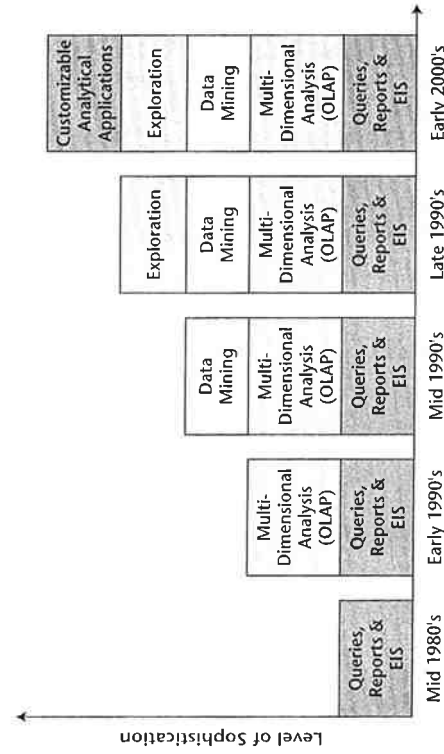 Level of Sophistication
Queries,
Reports &
EIS
Mid 1980's
Multi-
Dimensional
Analysis
(OLAP)
Queries,
Reports &
EIS
Early 1990's
Data
Mining
Multi-
Dimensional
Analysis
(OLAP)
Queries,
Reports &
EIS
Mid 1990's
Exploration
Data
Mining
Multi-
Dimensional
Analysis
(OLAP)
Queries,
Reports &
EIS
Late 1990's
Customizable
Analytical
Applications
Exploration
Data
Mining
Multi-
Dimensional
Analysis
(OLAP)
Queries,
Reports &
EIS
Early 2000's